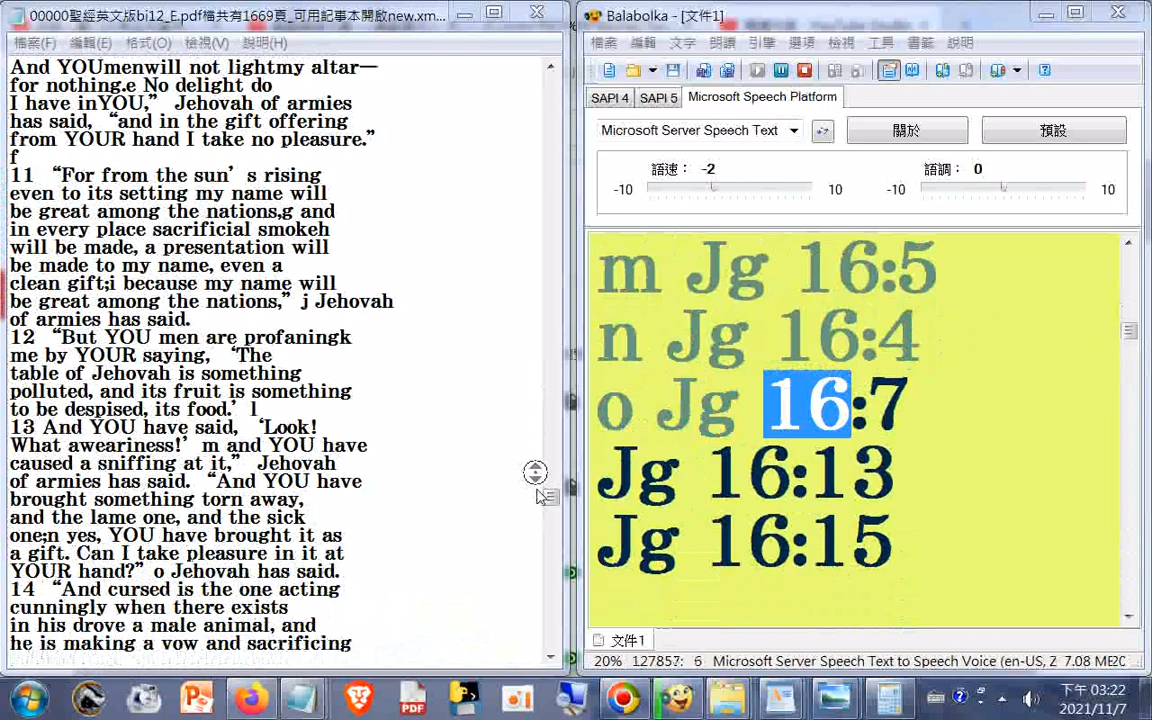 00000聖經英文版bi12_E.pdf檔共有1669頁_可用記事本開啟new.xm...
檔案(F) 編輯(E) 格式(O) 檢視(V) 說明(H)
And YOUmenwill not lightmy altar—
for nothing.e No delight do
I have inYOU,” Jehovah of armies
has said, “and in the gift offering
from YOUR hand I take no pleasure.”
f
11 “For from the sun’s rising
even to its setting my name will
be great among the nations,g and
in every place sacrificial smokeh
will be made, a presentation will
be made to my name, even a
clean gift;i because my name will
be great among the nations,” j Jehovah
of armies has said.
12 “But YOU men are profaningk
me by YOUR saying, ‘The
table of Jehovah is something
polluted, and its fruit is something
to be despised, its food.’ l
13 And YOU have said, ‘Look!
What aweariness!’ m and YOU have
caused a sniffing at it,” Jehovah
of armies has said. “And YOU have
brought something torn away,
and the lame one, and the sick
one;n yes, YOU have brought it as
a gift. Can I take pleasure in it at
YOUR hand?” o Jehovah has said.
14 “And cursed is the one acting
cunningly when there exists
in his drove a male animal, and
he is making a vow and sacrificing
Balabolka - [文件1]
檔案 編輯 文字 朗讀 引擎 選項 檢視 工具 書籤 說明
SAPI 4 SAPI 5 Microsoft Speech Platform
Microsoft Server Speech Text 關於 預設
語速: -2 語調: 0
-10 10 -10 10
m Jg 16:5
n Jg 16:4
o Jg 16:7
Jg 16:13
Jg 16:15
文件1
20% 127857: 6 Microsoft Server Speech Text to Speech Voice (en-US, Z 7.08 MB
PDF
下午 03:22
2021/11/7